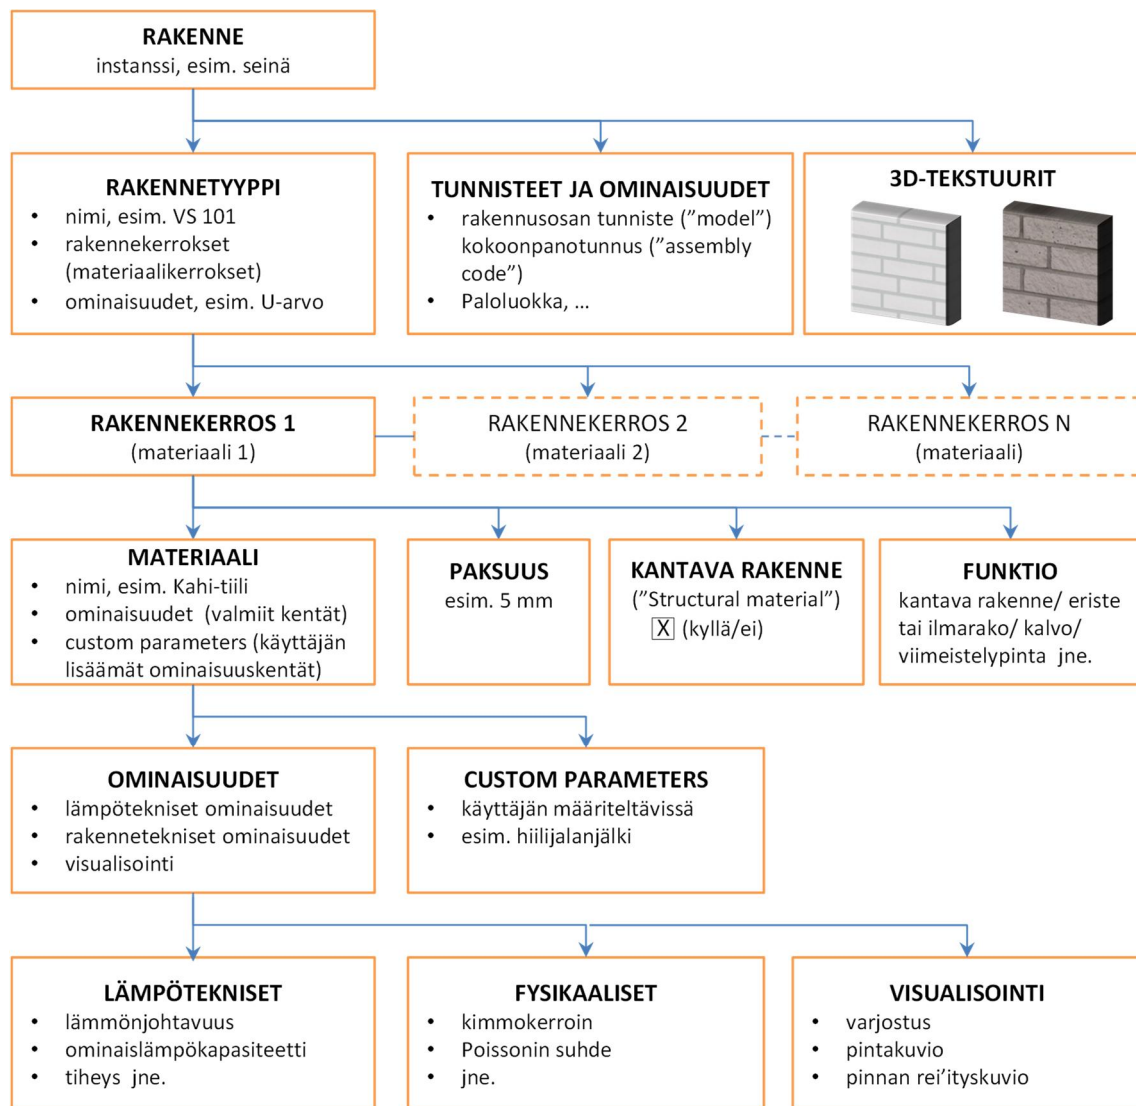 RAKENNE
instanssi, esim. seinä
RAKENNETYYPPI
• nimi, esim. VS 101
• rakennekerrokset
(materiaalikerrokset)
• ominaisuudet, esim. U-arvo
TUNNISTEET JA OMINAISUUDET
• rakennusosan tunniste (”model”)
kokoonpanotunnus (”assembly
code”)
• Paloluokka, ...
3D-TEKSTUURIT
RAKENNEKERROS 1
(materiaali 1)
RAKENNEKERROS 2
(materiaali 2)
RAKENNEKERROS N
(materiaali)
MATERIAALI
• nimi, esim. Kahi-tiili
• ominaisuudet (valmiit kentät)
• custom parameters (käyttäjän
lisäämät ominaisuuskentät)
PAKSUUS
esim. 5 mm
KANTAVA RAKENNE
(”Structural material”)
X (kyllä/ei)
FUNKTIO
kantava rakenne/ eriste
tai ilmarako/ kalvo/
viimeistelypinta jne.
OMINAISUUDET
• lämpötekniset ominaisuudet
• rakennetekniset ominaisuudet
• visualisointi
CUSTOM PARAMETERS
• käyttäjän määriteltävissä
• esim. hiilijalanjälki
LÄMPÖTEKNISET
• lämmönjohtavuus
• ominaislämpökapasiteetti
• tiheys jne.
FYSIKAALISET
• kimmokerroin
• Poissonin suhde
• jne.
VISUALISOINTI
• varjostus
• pintakuvio
• pinnan rei’ityskuvio